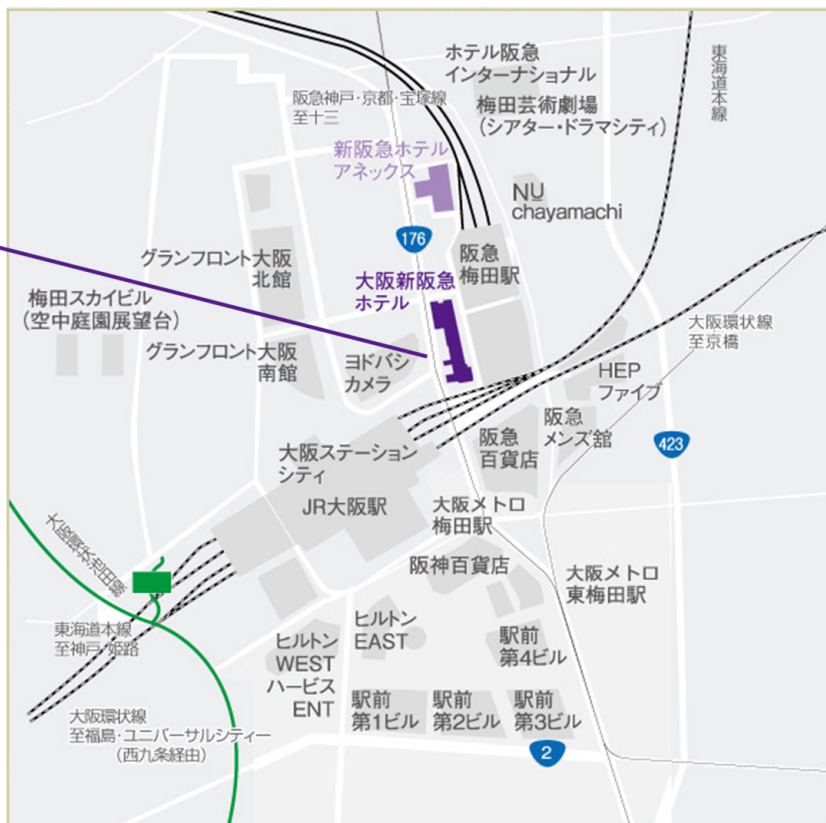 ホテル阪急
インターナショナル
東海道本線
阪急神戸・京都・宝塚線
至十三
梅田芸術劇場
(シアター・ドラマシティ)
新阪急ホテル
アネックス
NU
chayamachi
176
阪急
梅田駅
グランフロント大阪
北館
大阪新阪急
ホテル
梅田スカイビル
(空中庭園展望台)
大阪環状線
至京橋
グランフロント大阪
南館
ヨドバシ
カメラ
HEP
ファイブ
阪急
メンズ館
阪急
百貨店
423
大阪ステーション
シティ
JR大阪駅
大阪メトロ
梅田駅
阪神百貨店
大阪メトロ
東梅田駅
東海道本線
至神戸・姫路
ヒルトン
EAST
ヒルトン
WEST
ハービス
ENT
駅前
第4ビル
駅前
第1ビル
駅前
第2ビル
駅前
第3ビル
大阪環状線
至福島・ユニバーサルシティー
(西九条経由)
2